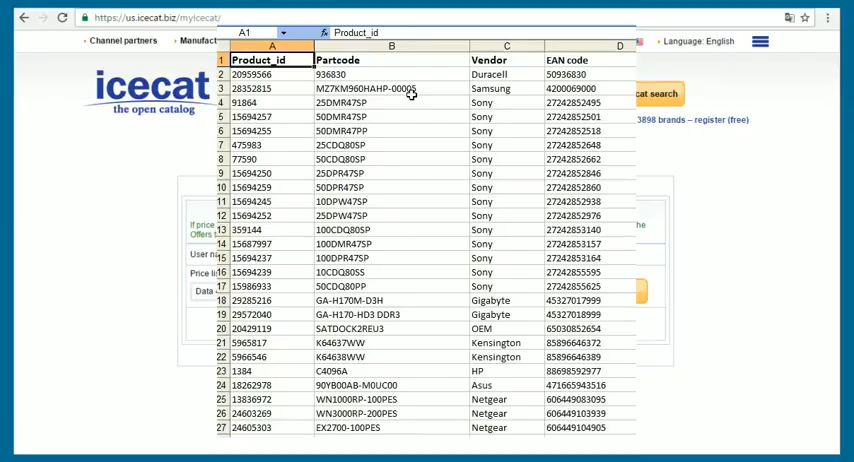 https://us.icecat.biz/myicecat/
A1 fx Product_id
Channel partners
Language: English
A B C D
1 Product_id Partcode Vendor EAN code
2 20959566 936830 Duracell 50936830
3 28352815 MZ7KM960HAHP-00005 Samsung 4200069000
4 91864 25DMR47SP Sony 27242852495
5 15694257 50DMR47SP Sony 27242852501
6 15694255 50DMR47PP Sony 27242852518
7 475983 25CDQ80SP Sony 27242852648
8 77590 50CDQ80SP Sony 27242852662
9 15694250 25DPR47SP Sony 27242852846
10 15694259 50DPR47SP Sony 27242852860
11 15694245 10DPW47SP Sony 27242852938
12 15694252 25DPW47SP Sony 27242852976
13 359144 100CDQ80SP Sony 27242853140
14 15687997 100DMR47SP Sony 27242853157
15 15694237 100DPR47SP Sony 27242853164
16 15694239 10CDQ80SS Sony 27242855595
17 15986933 50CDQ80PP Sony 27242855625
18 29285216 GA-H170M-D3H Gigabyte 45327017999
19 29572040 GA-H170-HD3 DDR3 Gigabyte 45327018999
20 20429119 SATDOCK2REU3 OEM 65030852654
21 5965817 K64637WW Kensington 85896646372
22 5966546 K64638WW Kensington 85896646389
23 1384 C4096A HP 88698592977
24 18262978 90YB00AB-M0UC00 Asus 471665943516
25 13836972 WN1000RP-100PES Netgear 606449083095
26 24603269 WN3000RP-200PES Netgear 606449103939
27 24605303 EX2700-100PES Netgear 606449104905
icecat
the open catalog
search
3898 brands – register (free)
If price
the
Offers
User
Price
Data